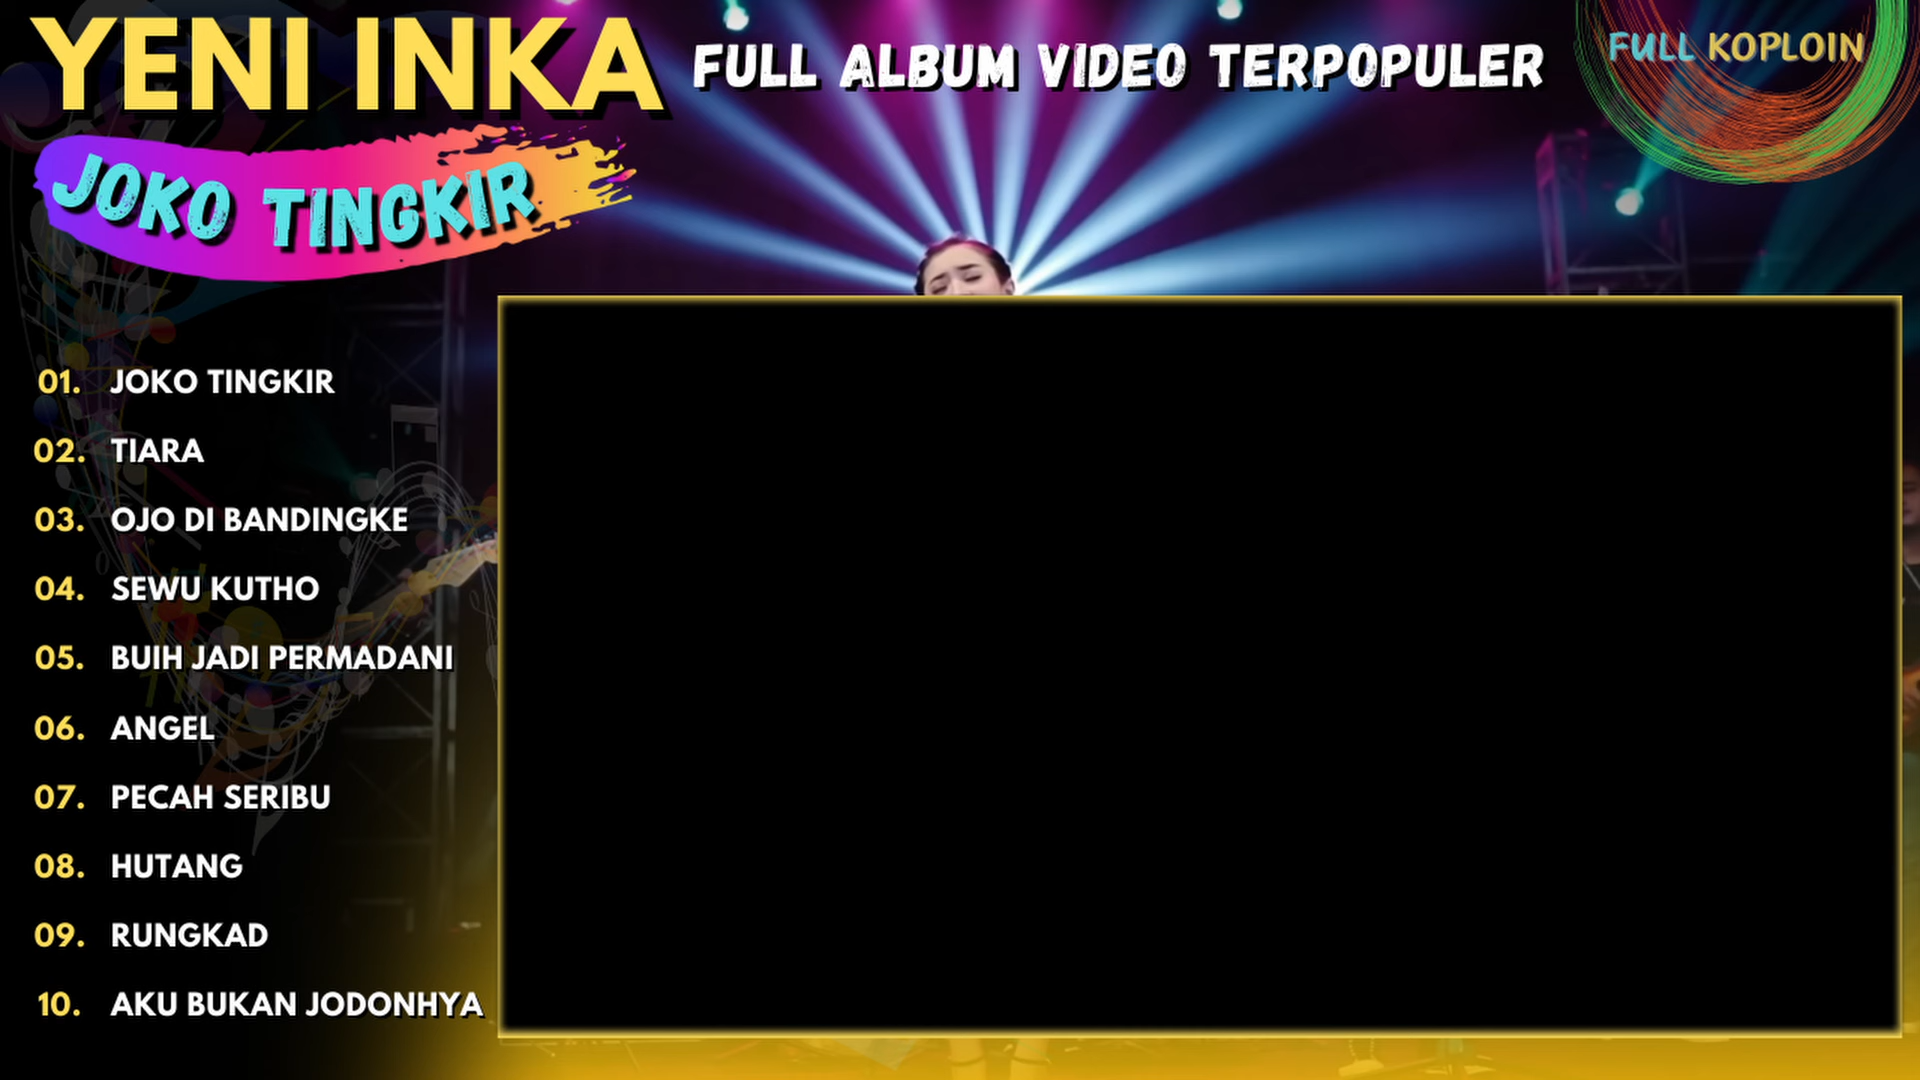 YENI INKA
FULL ALBUM VIDEO TERPOPULER
FULL KOPLOIN
JOKO TINGKIR
01. JOKO TINGKIR
02. TIARA
03. OJO DI BANDINGKE
04. SEWU KUTHO
05. BUIH JADI PERMADANI
06. ANGEL
07. PECAH SERIBU
08. HUTANG
09. RUNGKAD
10. AKU BUKAN JODONHYA